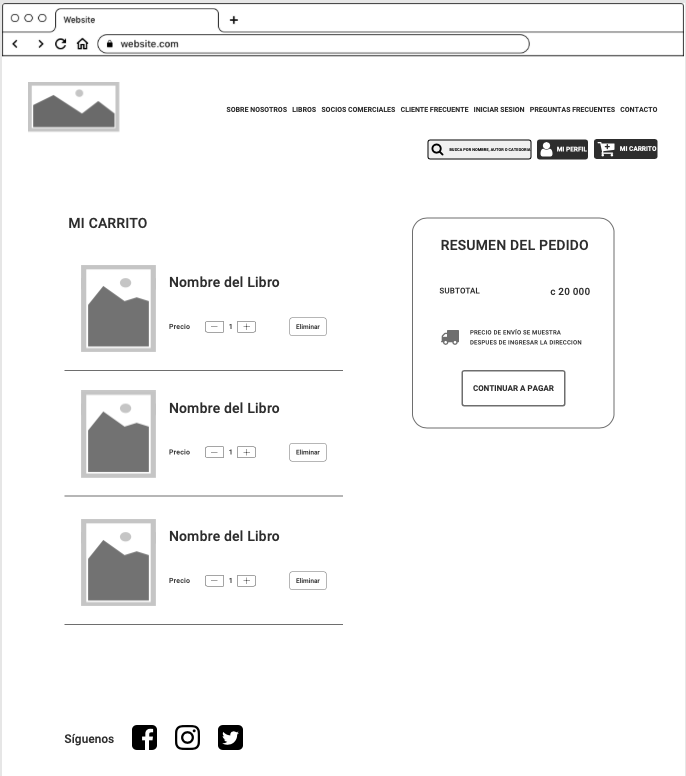 Website
website.com
SOBRE NOSOTROS LIBROS SOCIOS COMERCIALES CLIENTE FRECUENTE INICIAR SESION PREGUNTAS FRECUENTES CONTACTO
BUSCA POR NOMBRE, AUTOR O CATEGORIA
MI PERFIL
MI CARRITO
MI CARRITO
Nombre del Libro
Precio 1 Eliminar
Nombre del Libro
Precio 1 Eliminar
Nombre del Libro
Precio 1 Eliminar
RESUMEN DEL PEDIDO
SUBTOTAL c 20 000
PRECIO DE ENVÍO SE MUESTRA
DESPUES DE INGRESAR LA DIRECCION
CONTINUAR A PAGAR
Síguenos